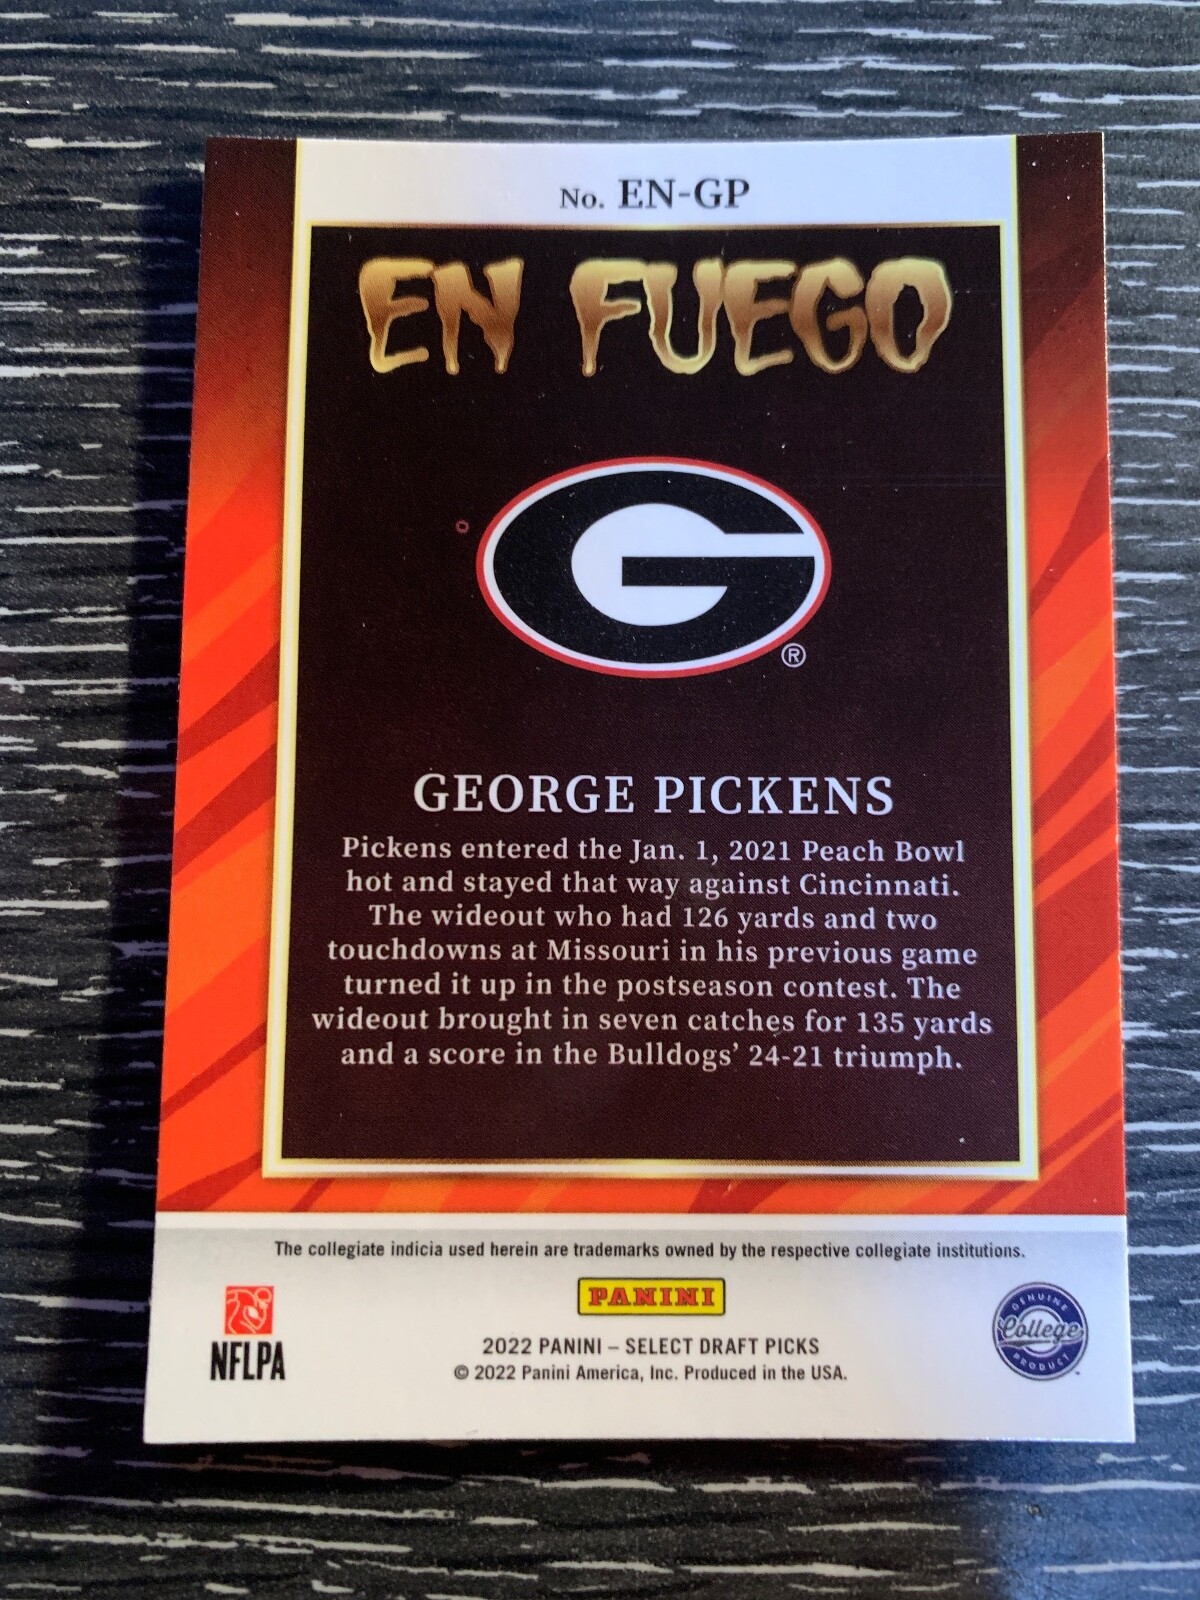 No. EN-GP
EN FUEGO
G
®
GEORGE PICKENS
Pickens entered the Jan. 1, 2021 Peach Bowl
hot and stayed that way against Cincinnati.
The wideout who had 126 yards and two
touchdowns at Missouri in his previous game
turned it up in the postseason contest. The
wideout brought in seven catches for 135 yards
and a score in the Bulldogs’ 24-21 triumph.
The collegiate indicia used herein are trademarks owned by the respective collegiate institutions.
NFLPA
PANINI
2022 PANINI – SELECT DRAFT PICKS
© 2022 Panini America, Inc. Produced in the USA.
GENUINE
College
PRODUCT